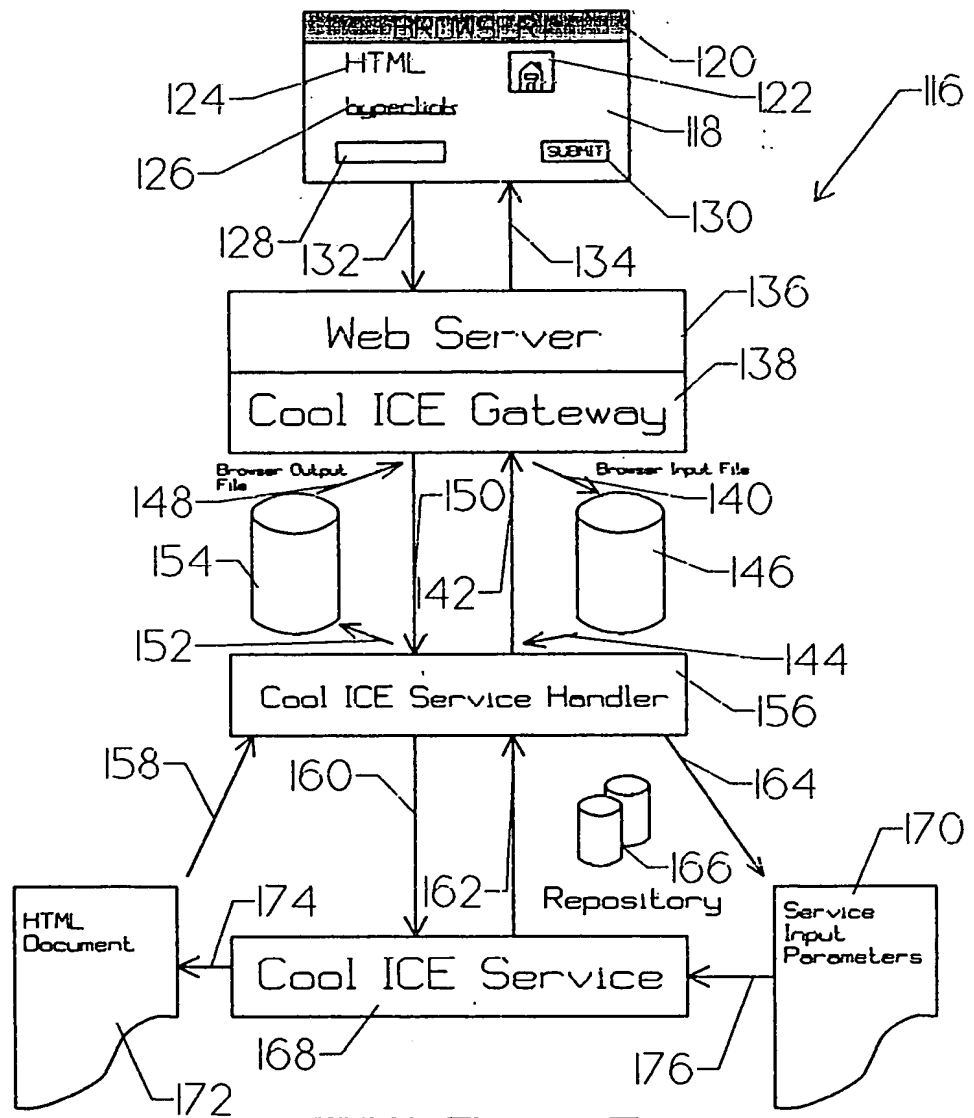 BROWSER
120
HTML
124
122
116
118
126
SUBMIT
128
130
132
134
136
Web Server
138
Cool ICE Gateway
Browser Output
File
Browser Input File
148
150
140
154
142
146
152
144
Cool ICE Service Handler
156
158
160
164
166
170
162
Repository
174
HTML
Document
Service
Input
Parameters
Cool ICE Service
168
176
172